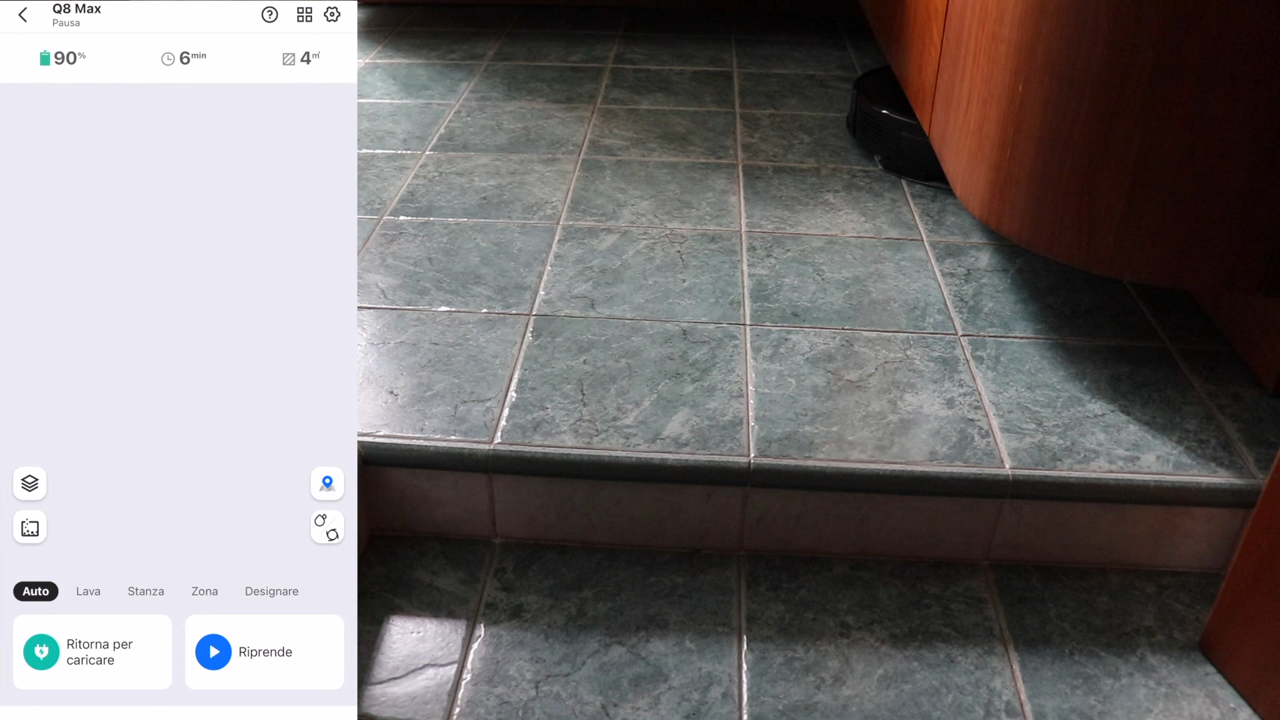 Q8 Max
Pausa
90%
6min
4㎡
Auto
Lava
Stanza
Zona
Designare
Ritorna per
caricare
Riprende